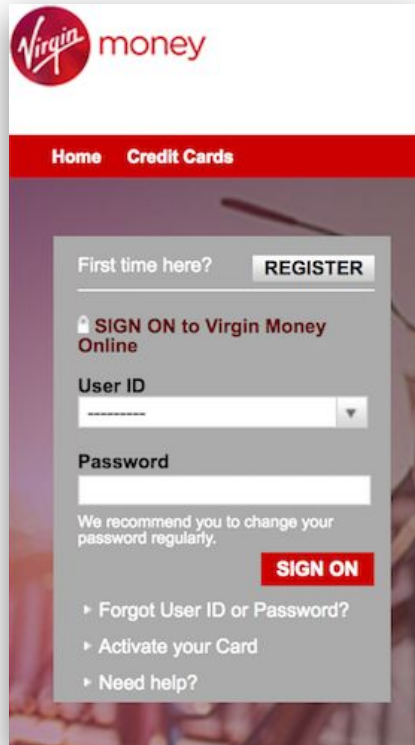 Virgin money
Home Credit Cards
First time here? REGISTER
SIGN ON to Virgin Money
Online
User ID
---------
Password
We recommend you to change your
password regularly.
SIGN ON
Forgot User ID or Password?
Activate your Card
Need help?